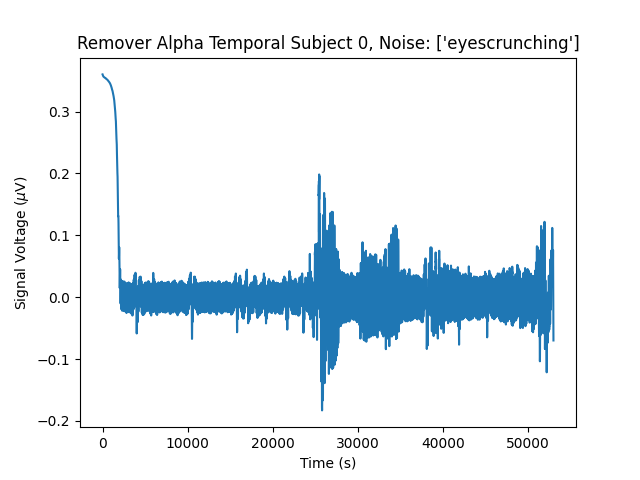 Remover Alpha Temporal Subject 0, Noise: ['eyescrunching']
0.3
0.2
0.1
0.0
−0.1
−0.2
Signal Voltage (μV)
0 10000 20000 30000 40000 50000
Time (s)